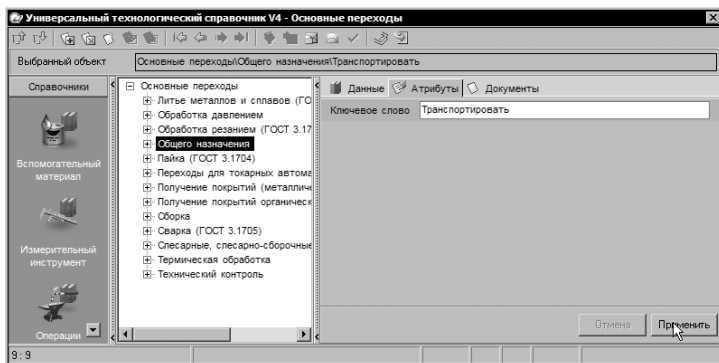 Универсальный технологический справочник V4 - Основные переходы
Выбранный объект
Основные переходы\Общего назначения\Транспортировать
Справочники
Вспомогательный
материал
Измерительный
инструмент
Операции
Основные переходы
Литье металлов и сплавов (ГО
Обработка давлением
Обработка резанием (ГОСТ 3.17
Общего назначения
Пайка (ГОСТ 3.1704)
Переходы для токарных автома
Получение покрытий (металличе
Получение покрытий органическ
Сборка
Сварка (ГОСТ 3.1705)
Слесарные, слесарно-сборочные
Термическая обработка
Технический контроль
Данные
Атрибуты
Документы
Ключевое слово
Транспортировать
Отмена
Применить
9 : 9